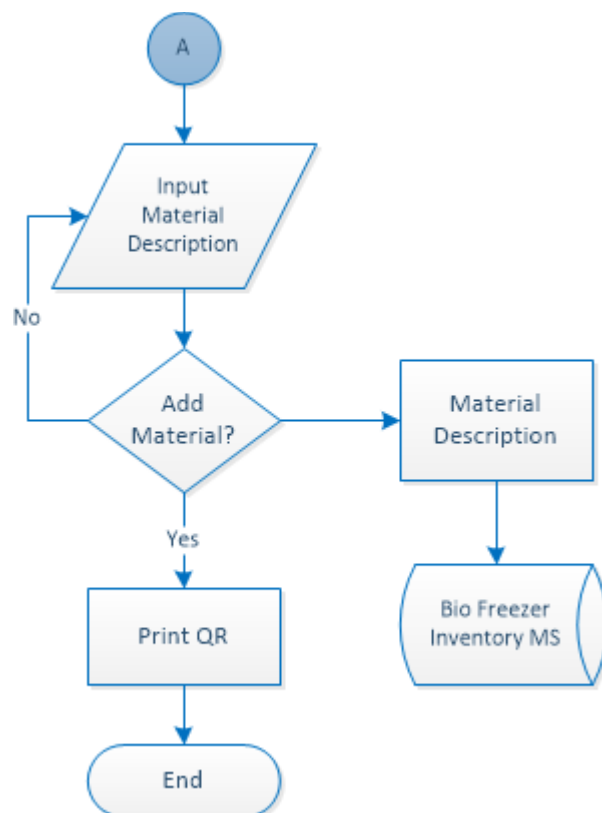 A
Input
Material
Description
No
Add
Material?
Material
Description
Yes
Bio Freezer
Inventory MS
Print QR
End